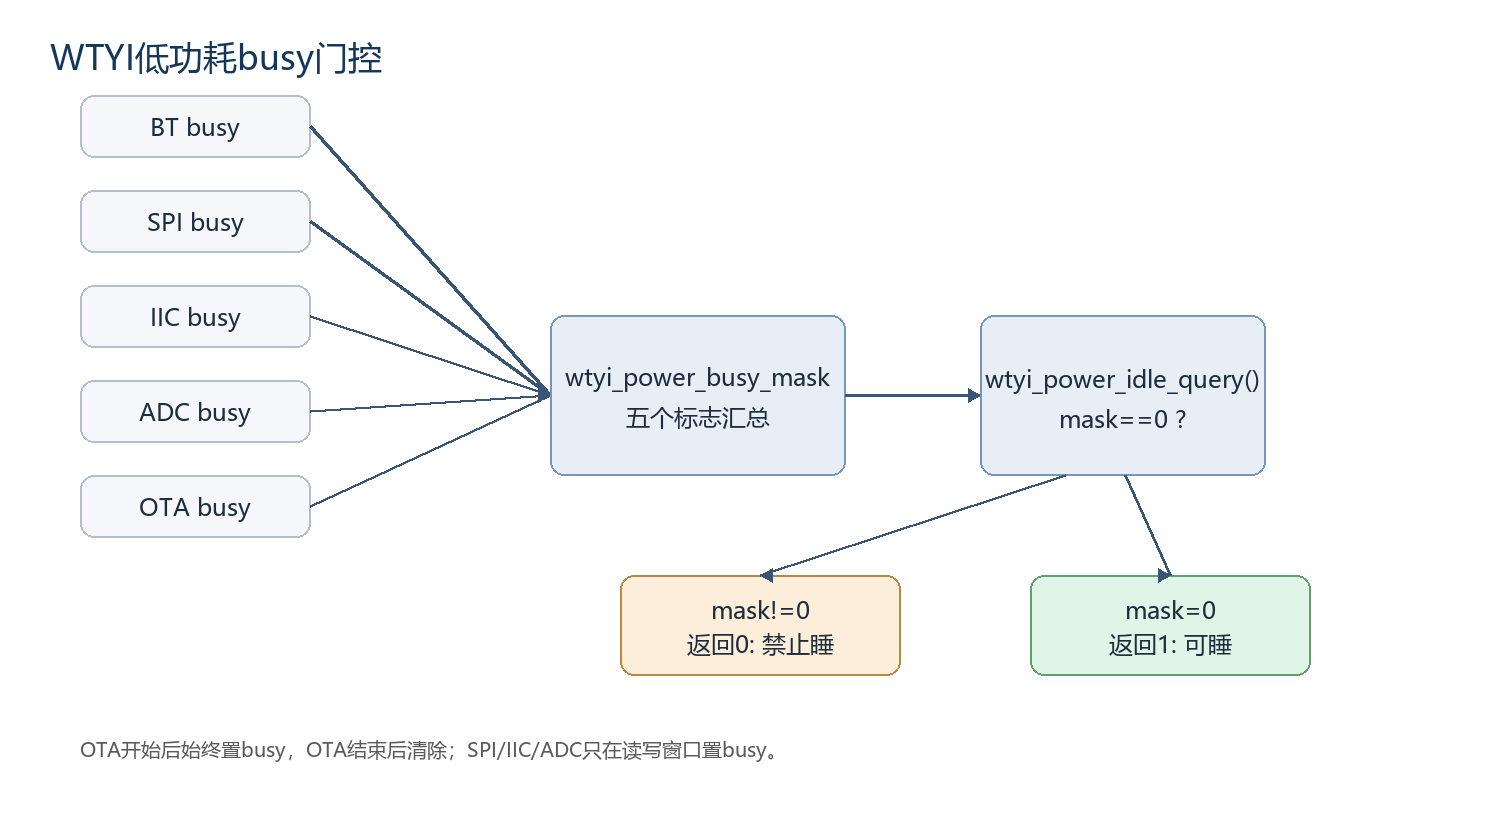 WTYI低功耗busy门控
BT busy
SPI busy
IIC busy
ADC busy
OTA busy
wtyi_power_busy_mask
五个标志汇总
wtyi_power_idle_query()
mask==0 ?
mask!=0
返回0: 禁止睡
mask=0
返回1: 可睡
OTA开始后始终置busy，OTA结束后清除；SPI/IIC/ADC只在读写窗口置busy。